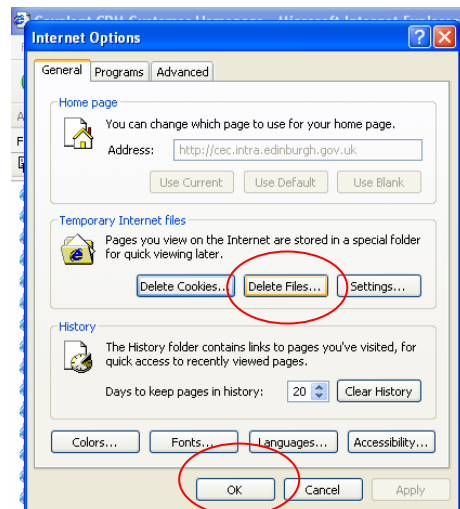 Internet Options
General Programs Advanced
Home page
You can change which page to use for your home page.
Address: http://cec.intra.edinburgh.gov.uk
Use Current Use Default Use Blank
Temporary Internet files
Pages you view on the Internet are stored in a special folder
for quick viewing later.
Delete Cookies... Delete Files... Settings...
History
The History folder contains links to pages you've visited, for
quick access to recently viewed pages.
Days to keep pages in history: 20 Clear History
Colors... Fonts... Languages... Accessibility...
OK Cancel Apply